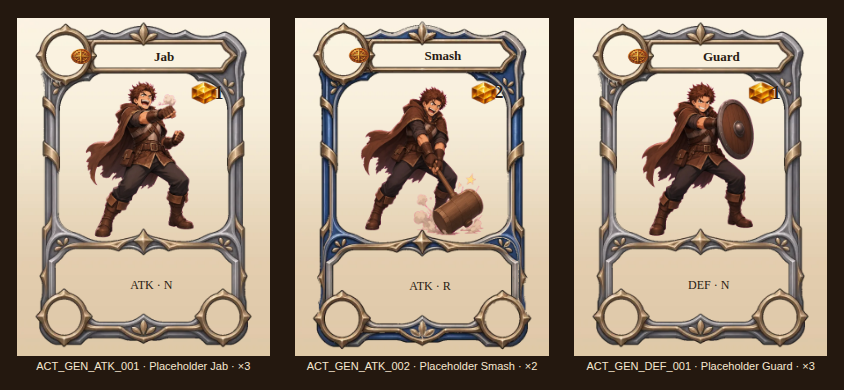 Jab
1
ATK · N
ACT_GEN_ATK_001 · Placeholder Jab · ×3
Smash
2
ATK · R
ACT_GEN_ATK_002 · Placeholder Smash · ×2
Guard
1
DEF · N
ACT_GEN_DEF_001 · Placeholder Guard · ×3